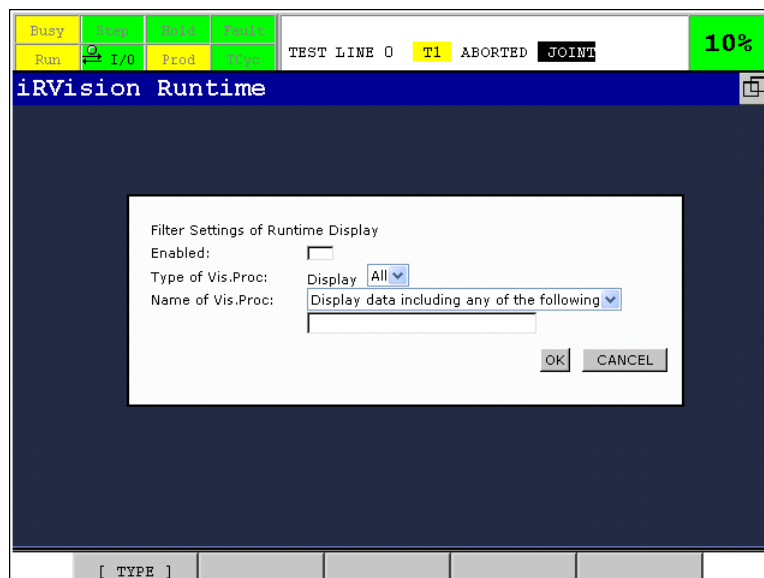 Busy Step Hold Fault
Run I/O Prod TCyc
TEST LINE 0 T1 ABORTED JOINT
10%
iRVision Runtime
Filter Settings of Runtime Display
Enabled:
Type of Vis.Proc: Display All
Name of Vis.Proc: Display data including any of the following
OK CANCEL
[ TYPE ]